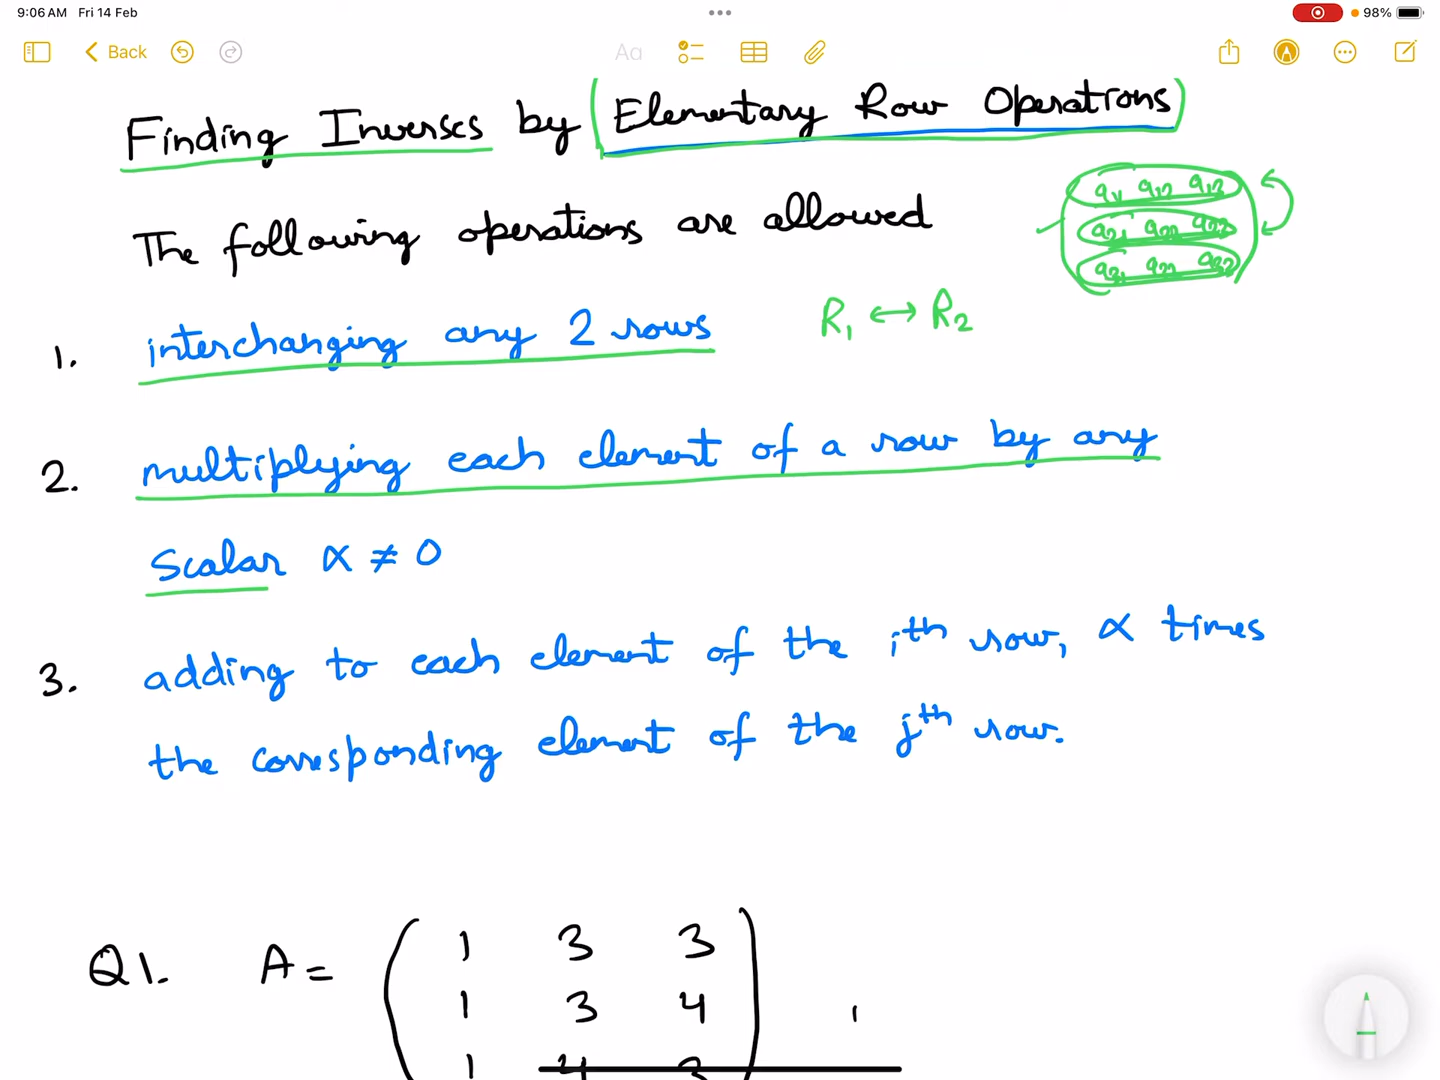 9:06 AM Fri 14 Feb
98%
Back
Aa
Finding Inverses by Elementary Row Operations
The following operations are allowed
1. interchanging any 2 rows R₁ ↔ R₂
2. multiplying each element of a row by any
Scalar α ≠ 0
3. adding to each element of the iᵗʰ row, α times
the corresponding element of the jᵗʰ row.
Q1. A =
1 3 3
1 3 4
1 4 3